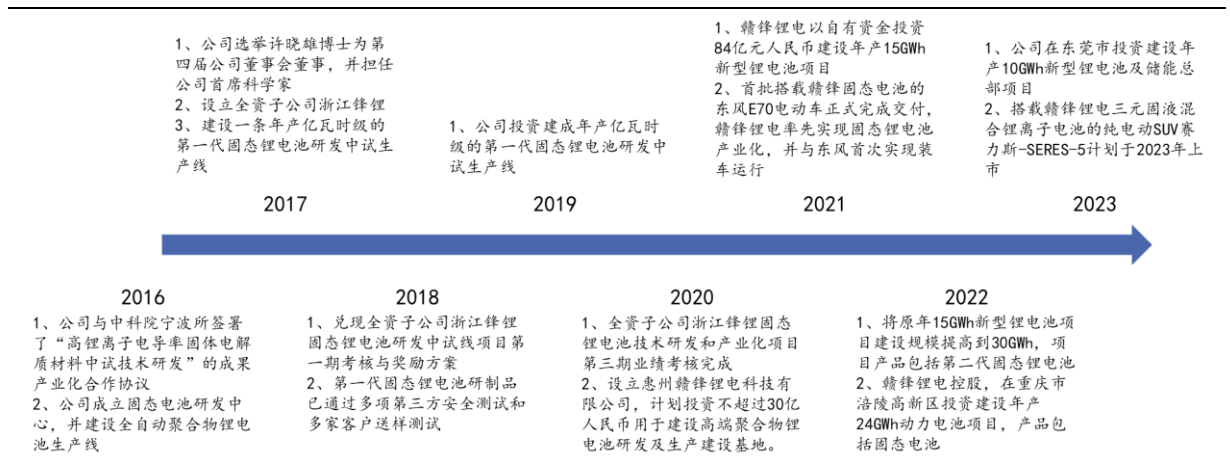 1、公司选举许晓雄博士为第
四届公司董事会董事，并担任
公司首席科学家
2、设立全资子公司浙江锋锂
3、建设一条年产亿瓦时级的
第一代固态锂电池研发中试生
产线
2017
1、公司投资建成年产亿瓦时
级的第一代固态锂电池研发中
试生产线
2019
1、赣锋锂电以自有资金投资
84亿元人民币建设年产15GWh
新型锂电池项目
2、首批搭载赣锋固态电池的
东风E70电动车正式完成交付，
赣锋锂电率先实现固态锂电池
产业化，并与东风首次实现装
车运行
2021
1、公司在东莞市投资建设年
产10GWh新型锂电池及储能总
部项目
2、搭载赣锋锂电三元固液混
合锂离子电池的纯电动SUV赛
力斯-SERES-5计划于2023年上
市
2023
2016
1、公司与中科院宁波所签署
了“高锂离子电导率固体电解
质材料中试技术研发”的成果
产业化合作协议
2、公司成立固态电池研发中
心，并建设全自动聚合物锂电
池生产线
2018
1、兑现全资子公司浙江锋锂
固态锂电池研发中试线项目第
一期考核与奖励方案
2、第一代固态锂电池研制品
已通过多项第三方安全测试和
多家客户送样测试
2020
1、全资子公司浙江锋锂固态
锂电池技术研发和产业化项目
第三期业绩考核完成
2、设立惠州赣锋锂电科技有
限公司，计划投资不超过30亿
人民币用于建设高端聚合物锂
电池研发及生产建设基地。
2022
1、将原年15GWh新型锂电池项
目建设规模提高到30GWh，项
目产品包括第二代固态锂电池
2、赣锋锂电控股，在重庆市
涪陵高新区投资建设年产
24GWh动力电池项目，产品包
括固态电池